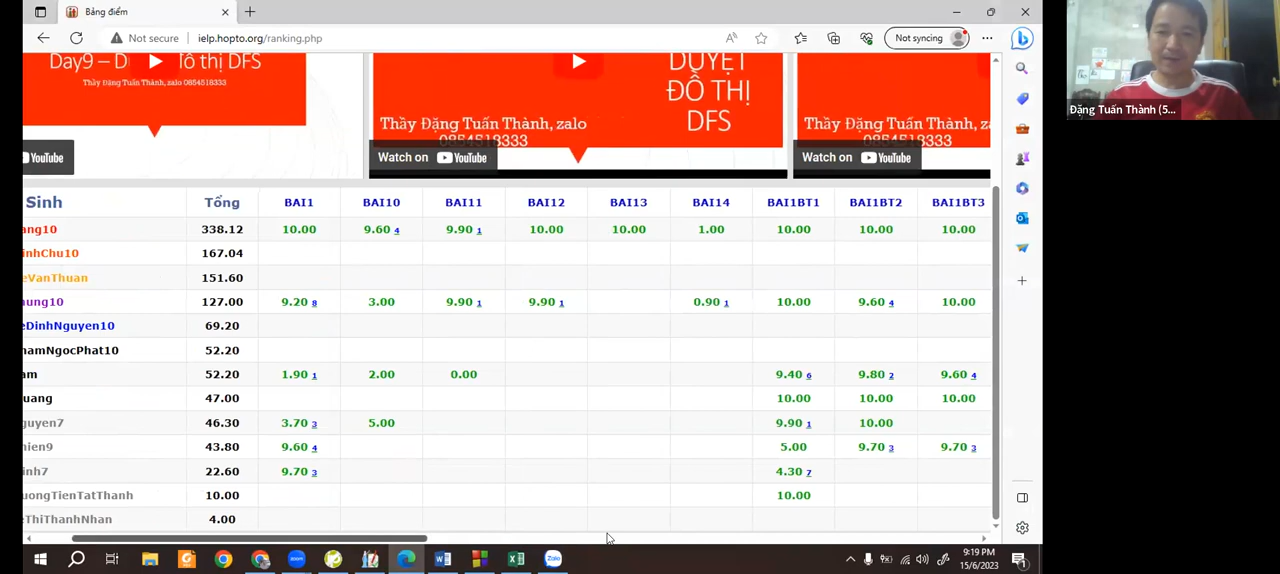 Bảng điểm
Not secure ielp.hopto.org/ranking.php
Not syncing
Thầy Đặng Tuấn Thành, zalo 0854518333
DUYỆT
ĐỒ THỊ
DFS
Day9 – D ồ thị DFS
Thầy Đặng Tuấn Thành, zalo 0854518333
Thầy Đặng Tuấn Thành, za
0854518333
Watch on YouTube
Watch on YouTube
YouTube
Đặng Tuấn Thành (5...
Sinh Tổng BAI1 BAI10 BAI11 BAI12 BAI13 BAI14 BAI1BT1 BAI1BT2 BAI1BT3
ang10 338.12 10.00 9.60 4 9.90 1 10.00 10.00 1.00 10.00 10.00 10.00
inhChu10 167.04
eVanThuan 151.60
hung10 127.00 9.20 8 3.00 9.90 1 9.90 1 0.90 1 10.00 9.60 4 10.00
eDinhNguyen10 69.20
hamNgocPhat10 52.20
am 52.20 1.90 1 2.00 0.00 9.40 6 9.80 2 9.60 4
uang 47.00 10.00 10.00 10.00
guyen7 46.30 3.70 3 5.00 9.90 1 10.00
hien9 43.80 9.60 4 5.00 9.70 3 9.70 3
inh7 22.60 9.70 3 4.30 7
uongTienTatThanh 10.00 10.00
eThiThanhNhan 4.00
9:19 PM
15/6/2023